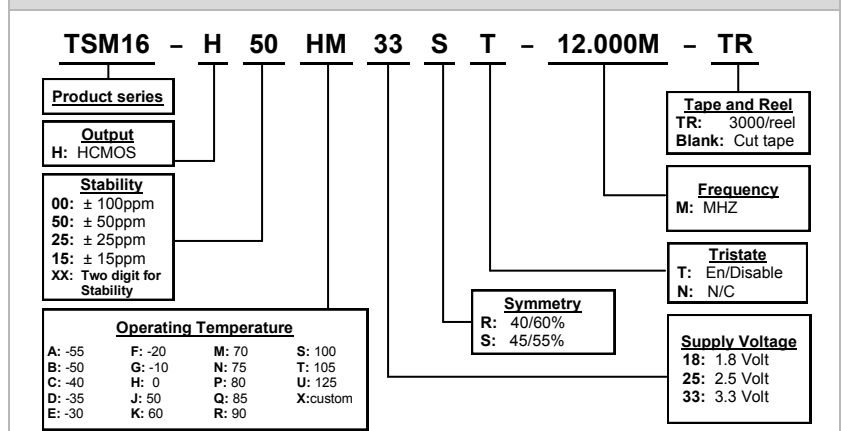 TSM16 – H 50 HM 33 S T – 12.000M – TR
Product series
Output
H: HCMOS
Stability
00: ± 100ppm
50: ± 50ppm
25: ± 25ppm
15: ± 15ppm
XX: Two digit for
Stability
Operating Temperature
A: -55 F: -20 M: 70 S: 100
B: -50 G: -10 N: 75 T: 105
C: -40 H: 0 P: 80 U: 125
D: -35 J: 50 Q: 85 X:custom
E: -30 K: 60 R: 90
Symmetry
R: 40/60%
S: 45/55%
Tape and Reel
TR: 3000/reel
Blank: Cut tape
Frequency
M: MHZ
Tristate
T: En/Disable
N: N/C
Supply Voltage
18: 1.8 Volt
25: 2.5 Volt
33: 3.3 Volt